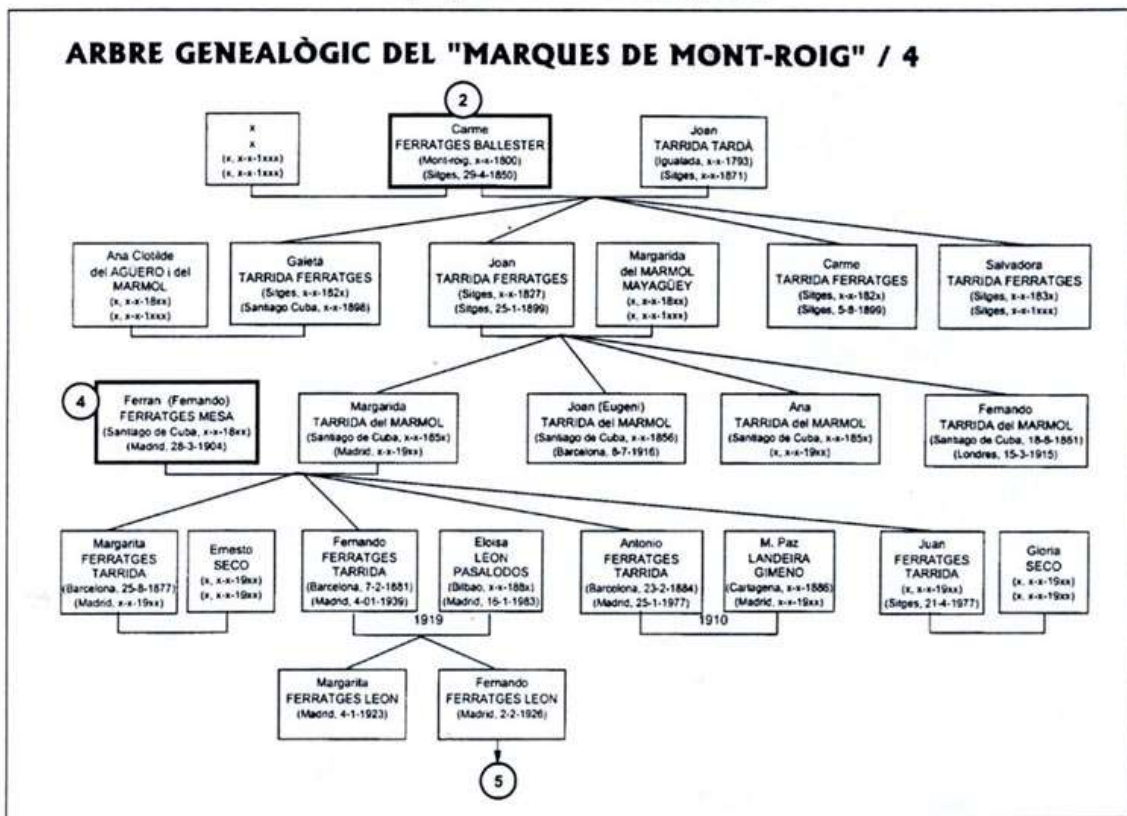 ARBRE GENEALÒGIC DEL "MARQUES DE MONT-ROIG" / 4
2
x
x
(x, x-x-1xxx)
(x, x-x-1xxx)
Carme
FERRATGES BALLESTER
(Mont-roig, x-x-1800)
(Sitges, 29-4-1850)
Joan
TARRIDA TARDÀ
(Igualada, x-x-1793)
(Sitges, x-x-1871)
Ana Clotilde
del AGÜERO i del
MARMOL
(x, x-x-18xx)
(x, x-x-1xxx)
Gaietà
TARRIDA FERRATGES
(Sitges, x-x-182x)
(Santiago Cuba, x-x-1898)
Joan
TARRIDA FERRATGES
(Sitges, x-x-1827)
(Sitges, 25-1-1899)
Margarida
del MARMOL
MAYAGÜEY
(x, x-x-18xx)
(x, x-x-1xxx)
Carme
TARRIDA FERRATGES
(Sitges, x-x-182x)
(Sitges, 5-8-1899)
Salvadora
TARRIDA FERRATGES
(Sitges, x-x-183x)
(Sitges, x-x-1xxx)
4
Ferran (Fernando)
FERRATGES MESA
(Santiago de Cuba, x-x-18xx)
(Madrid, 28-3-1904)
Margarida
TARRIDA del MARMOL
(Santiago de Cuba, x-x-185x)
(Madrid, x-x-19xx)
Joan (Eugeni)
TARRIDA del MARMOL
(Santiago de Cuba, x-x-1856)
(Barcelona, 8-7-1916)
Ana
TARRIDA del MARMOL
(Santiago de Cuba, x-x-185x)
(x, x-x-19xx)
Fernando
TARRIDA del MARMOL
(Santiago de Cuba, 18-8-1861)
(Londres, 15-3-1915)
Margarita
FERRATGES
TARRIDA
(Barcelona, 25-8-1877)
(Madrid, x-x-19xx)
Ernesto
SECO
(x, x-x-19xx)
(x, x-x-19xx)
Fernando
FERRATGES
TARRIDA
(Barcelona, 7-2-1881)
(Madrid, 4-01-1939)
Eloisa
LEON
PASALODOS
(Bilbao, x-x-188x)
(Madrid, 16-1-1983)
Antonio
FERRATGES
TARRIDA
(Barcelona, 23-2-1884)
(Madrid, 25-1-1977)
M. Paz
LANDEIRA
GIMENO
(Cartagena, x-x-1886)
(Madrid, x-x-19xx)
Juan
FERRATGES
TARRIDA
(x, x-x-19xx)
(Sitges, 21-4-1977)
Gloria
SECO
(x, x-x-19xx)
(x, x-x-19xx)
1919
1910
Margarita
FERRATGES LEON
(Madrid, 4-1-1923)
Fernando
FERRATGES LEON
(Madrid, 2-2-1926)
5